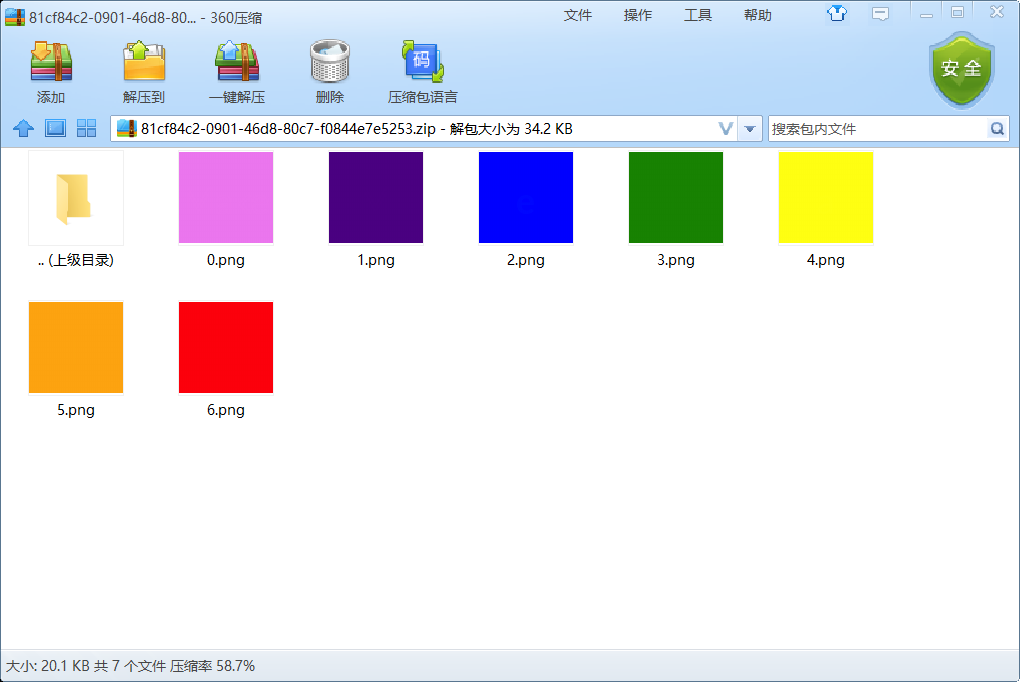 81cf84c2-0901-46d8-80... - 360压缩
文件 操作 工具 帮助
添加 解压到 一键解压 删除 码 压缩包语言 安全
81cf84c2-0901-46d8-80c7-f0844e7e5253.zip - 解包大小为 34.2 KB 搜索包内文件
.. (上级目录) 0.png 1.png 2.png 3.png 4.png
5.png 6.png
大小: 20.1 KB 共 7 个文件 压缩率 58.7%